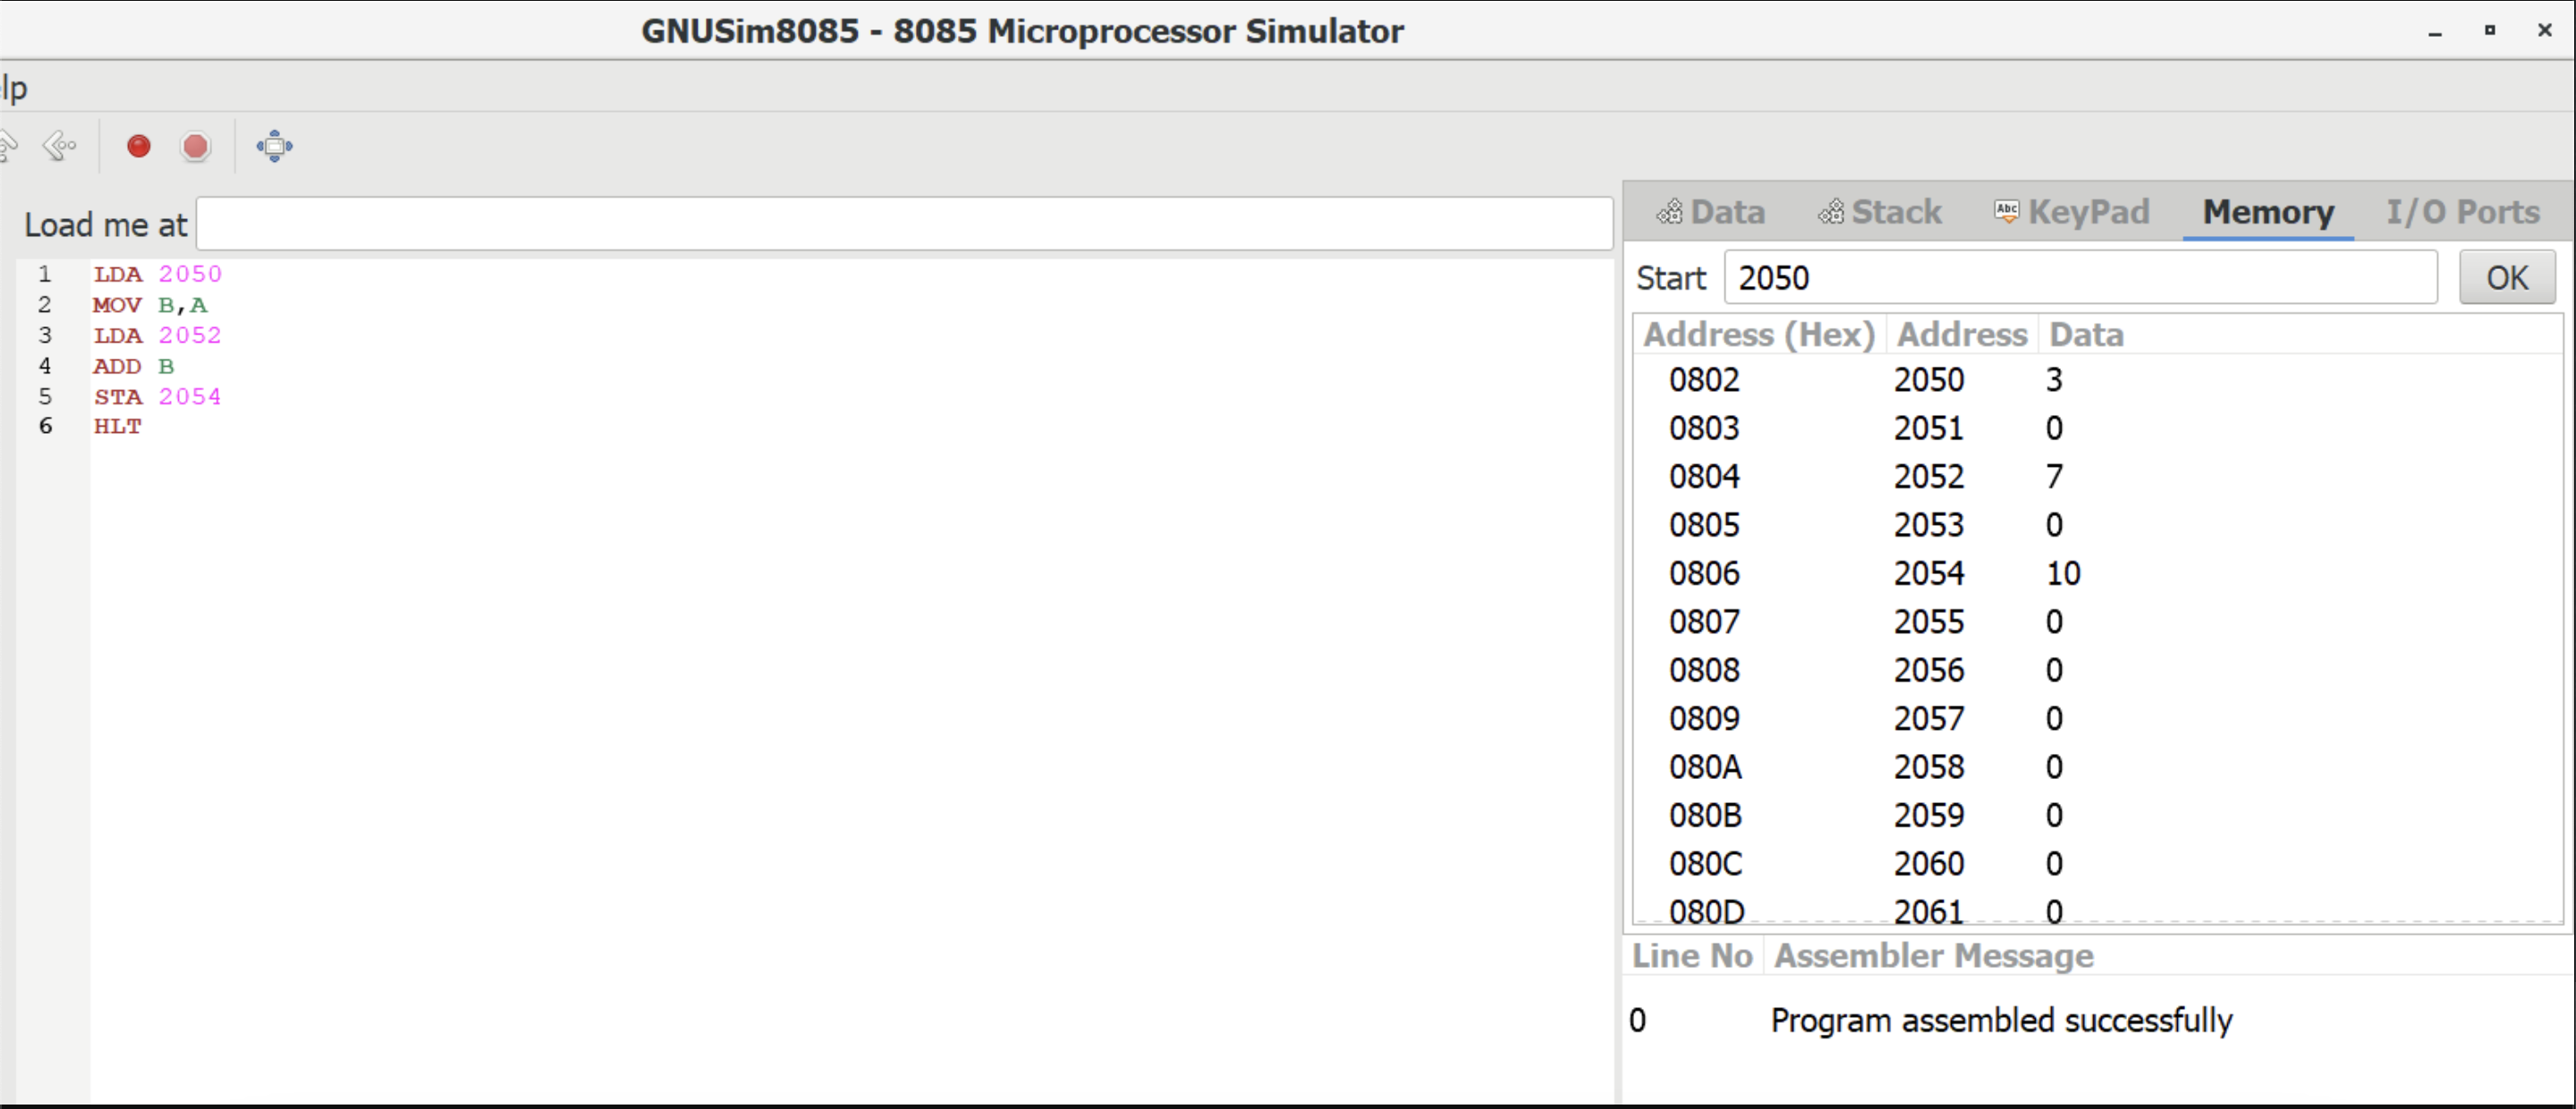 GNUSim8085 - 8085 Microprocessor Simulator
lp
Load me at
1 LDA 2050
2 MOV B,A
3 LDA 2052
4 ADD B
5 STA 2054
6 HLT
Data Stack Abc KeyPad Memory I/O Ports
Start 2050 OK
Address (Hex) Address Data
0802 2050 3
0803 2051 0
0804 2052 7
0805 2053 0
0806 2054 10
0807 2055 0
0808 2056 0
0809 2057 0
080A 2058 0
080B 2059 0
080C 2060 0
080D 2061 0
Line No Assembler Message
0 Program assembled successfully